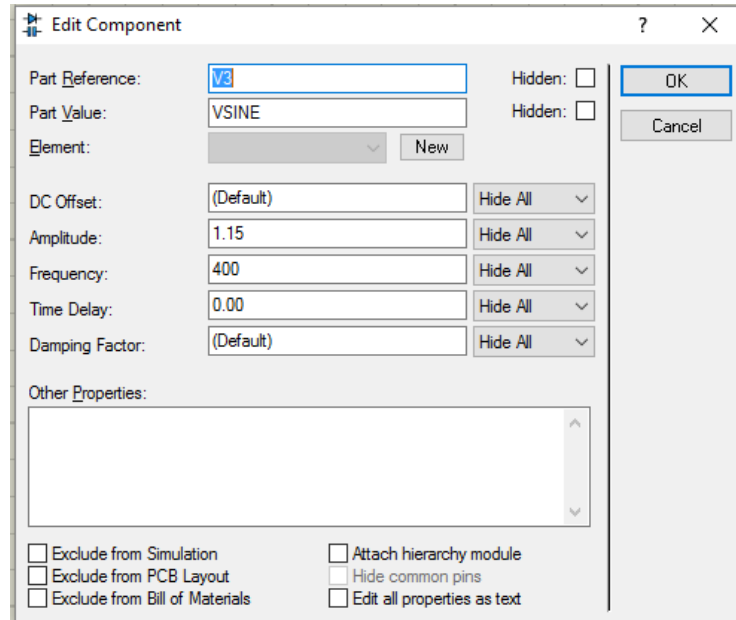 Edit Component ?
Part Reference: V3 Hidden: OK
Part Value: VSINE Hidden: Cancel
Element: New
DC Offset: (Default) Hide All
Amplitude: 1.15 Hide All
Frequency: 400 Hide All
Time Delay: 0.00 Hide All
Damping Factor: (Default) Hide All
Other Properties:
Exclude from Simulation Attach hierarchy module
Exclude from PCB Layout Hide common pins
Exclude from Bill of Materials Edit all properties as text